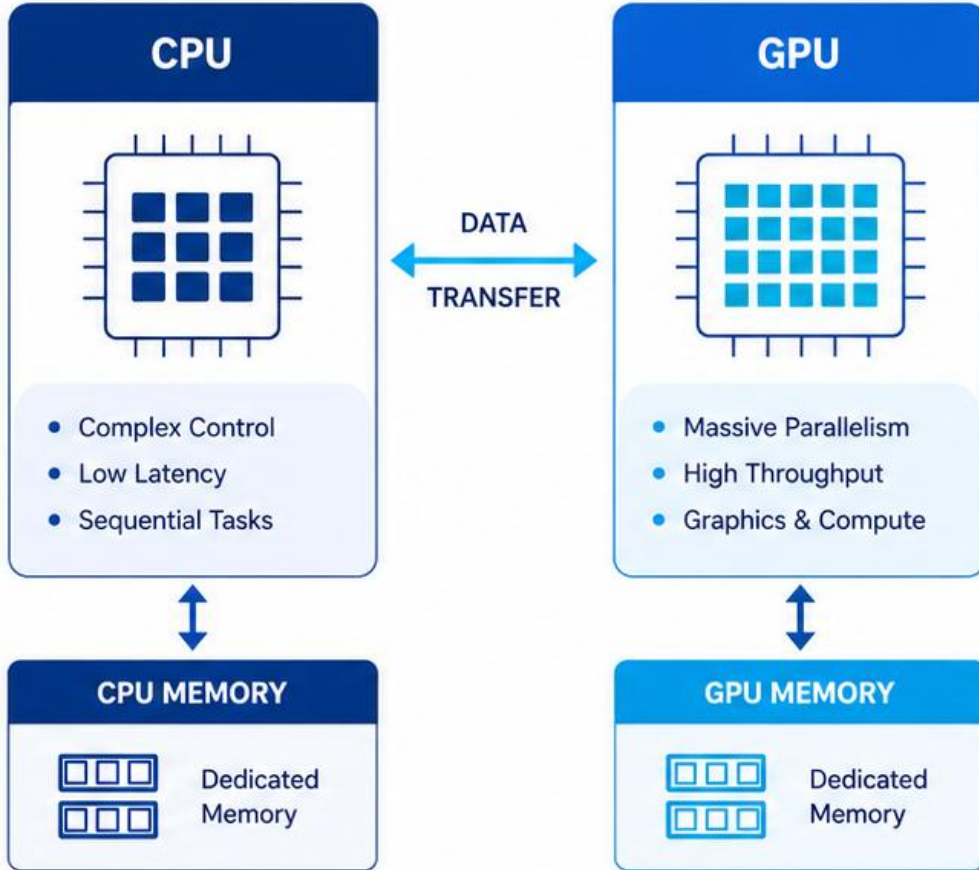 CPU
GPU
DATA
TRANSFER
Complex Control
Low Latency
Sequential Tasks
Massive Parallelism
High Throughput
Graphics & Compute
CPU MEMORY
Dedicated
Memory
GPU MEMORY
Dedicated
Memory